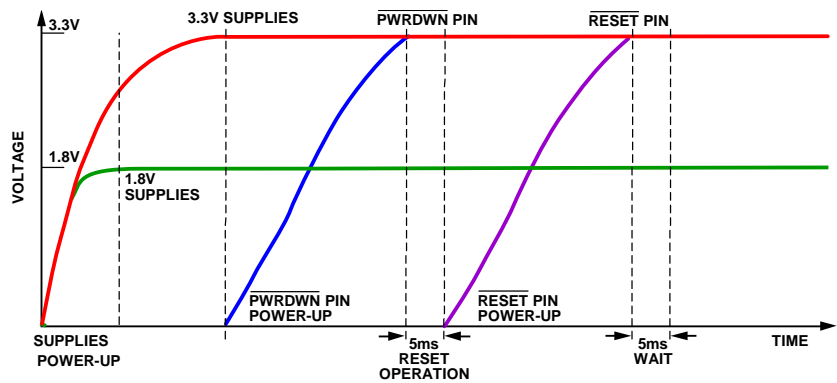 3.3V
3.3V SUPPLIES
PWRDWN PIN
RESET PIN
VOLTAGE
1.8V
1.8V
SUPPLIES
PWRDWN PIN
POWER-UP
RESET PIN
POWER-UP
SUPPLIES
POWER-UP
5ms
RESET
OPERATION
5ms
WAIT
TIME